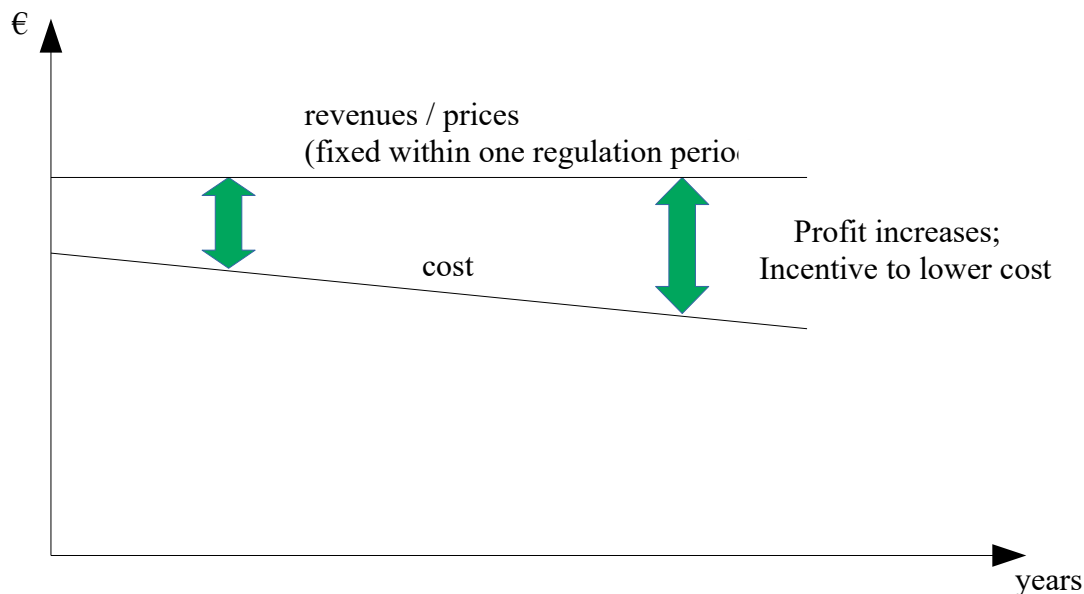 €
revenues / prices
(fixed within one regulation perio
Profit increases;
Incentive to lower cost
cost
years